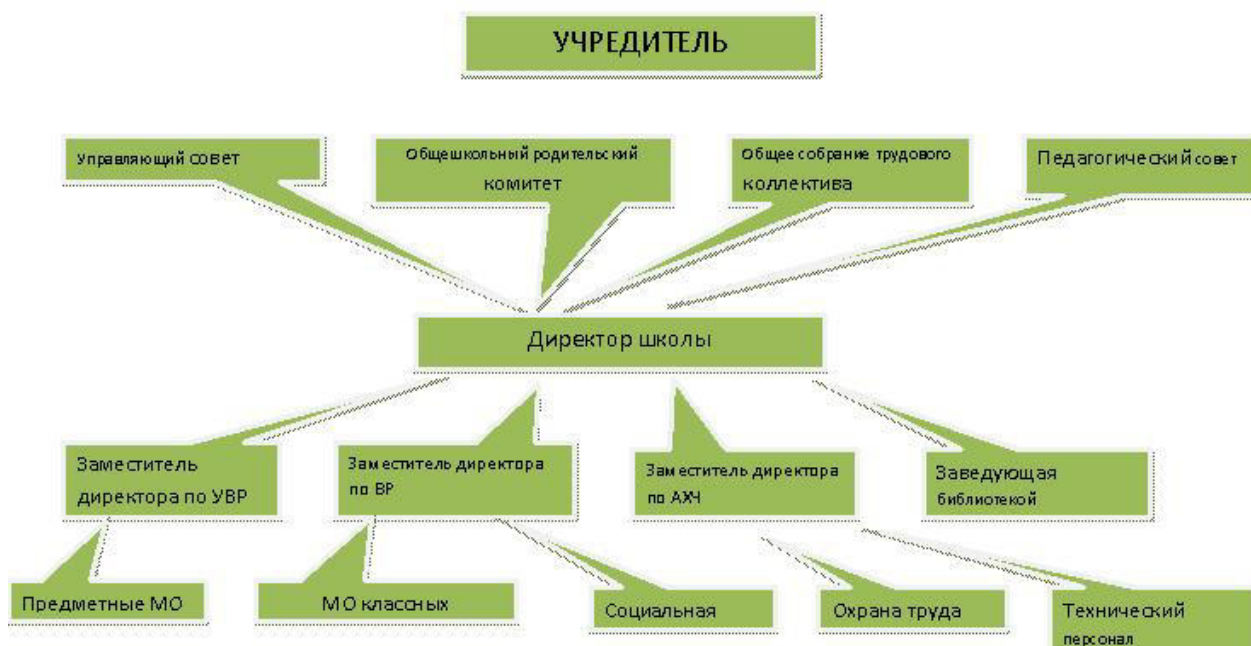 УЧРЕДИТЕЛЬ
Управляющий совет
Общешкольный родительский
комитет
Общее собрание трудового
коллектива
Педагогический совет
Директор школы
Заместитель
директора по УВР
Заместитель директора
по ВР
Заместитель директора
по АХЧ
Заведующая
библиотекой
Предметные МО
МО классных
Социальная
Охрана труда
Технический
персонал